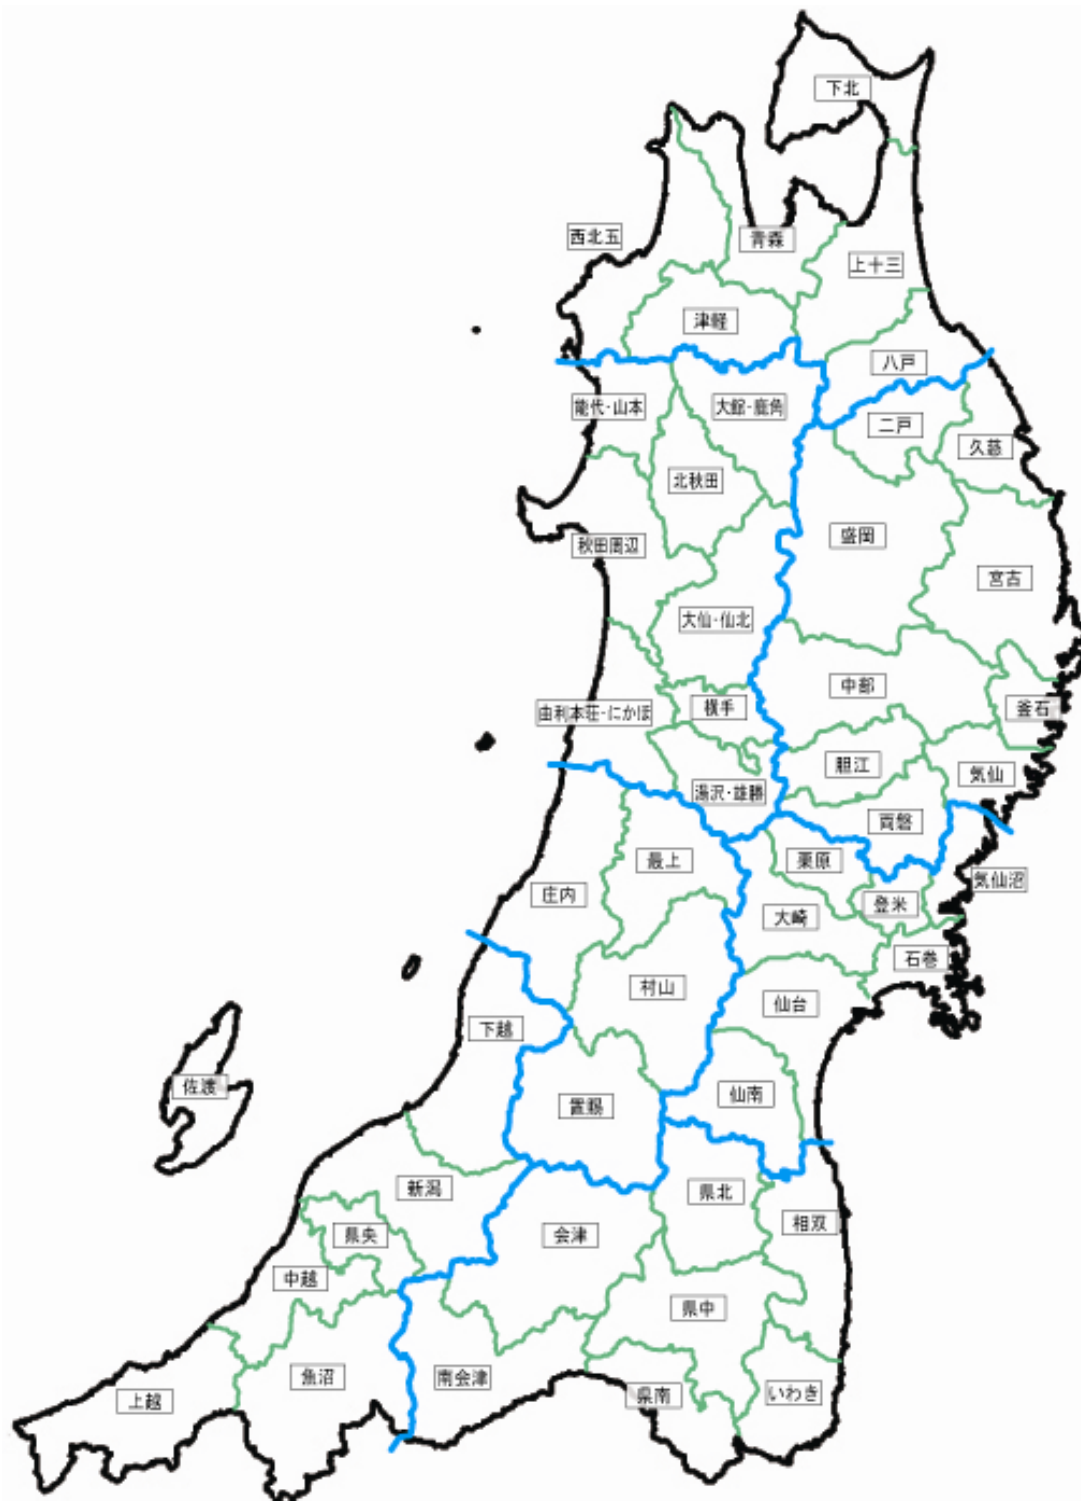 下北
西北五
青森
上十三
津軽
八戸
能代・山本
大館・鹿角
二戸
久慈
北秋田
盛岡
秋田周辺
宮古
大仙・仙北
中部
横手
釜石
由利本荘・にかほ
胆江
気仙
湯沢・雄勝
両磐
最上
栗原
気仙沼
庄内
登米
大崎
石巻
村山
仙台
下越
佐渡
置賜
仙南
新潟
県北
相双
県央
会津
中越
県中
魚沼
南会津
県南
いわき
上越